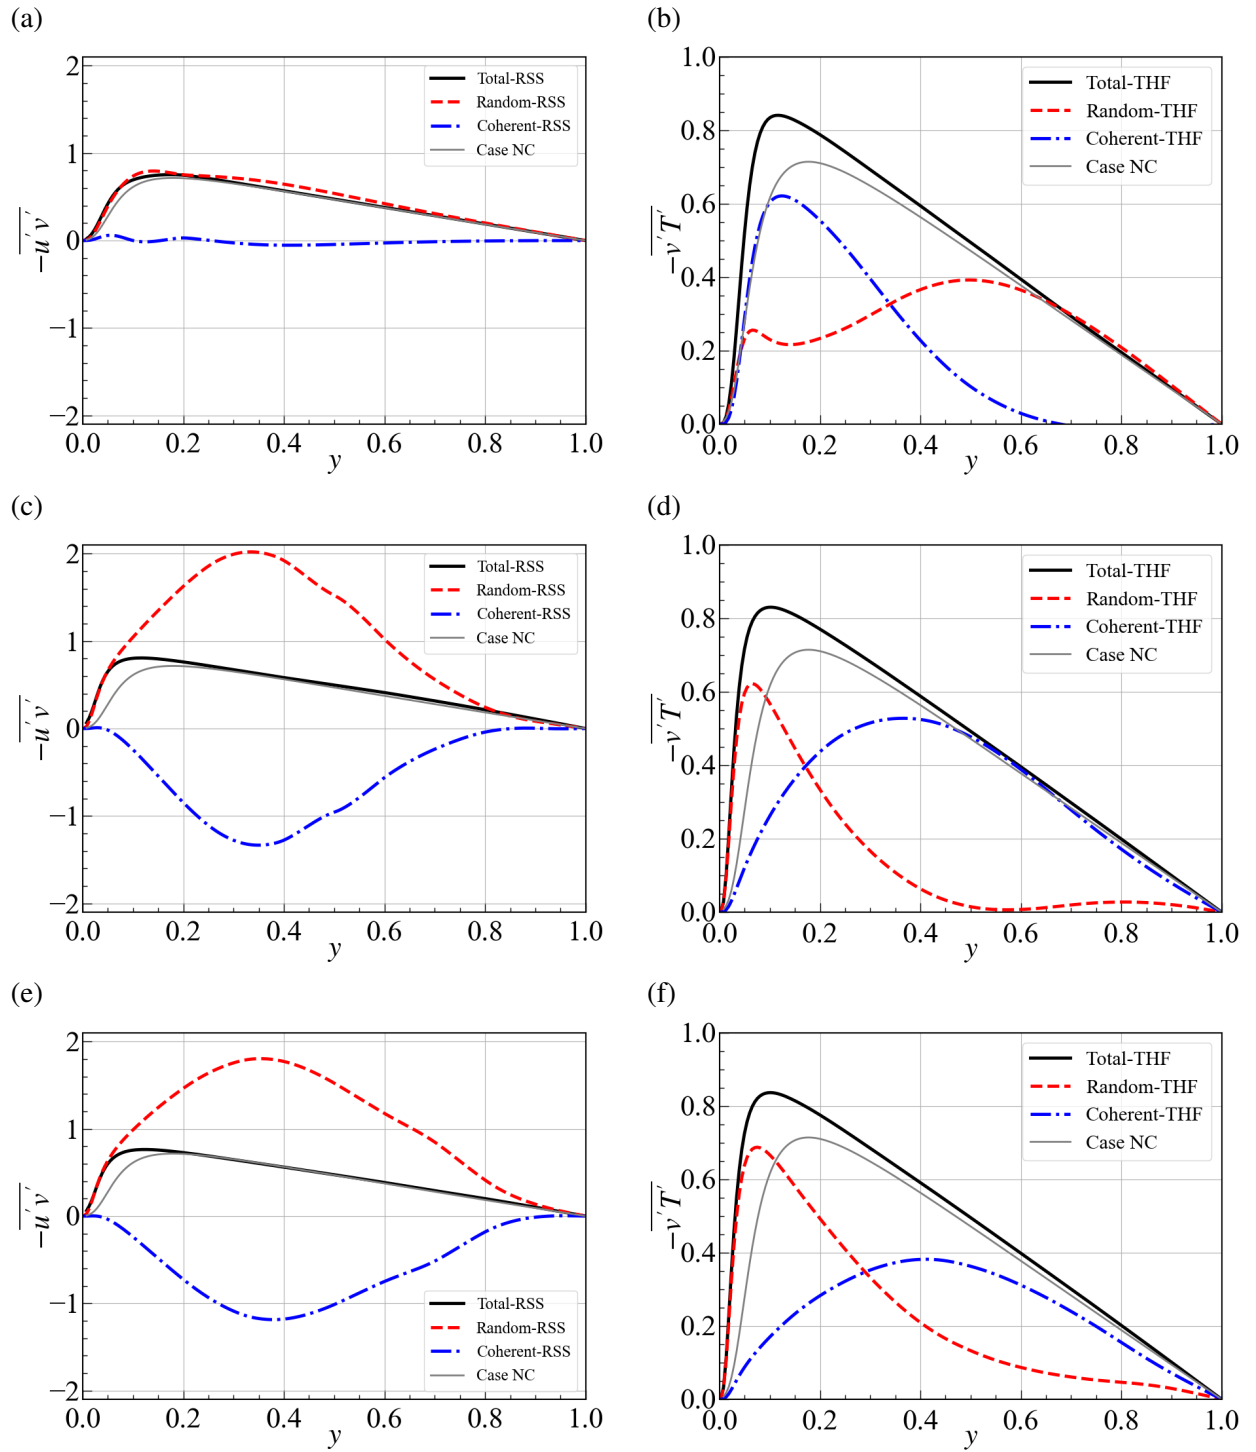 (a)
2
1
0
−1
−2
0.0 0.2 0.4 0.6 0.8 1.0
y
−u′v′
Total-RSS
Random-RSS
Coherent-RSS
Case NC
(b)
1.0
0.8
0.6
0.4
0.2
0.0
0.0 0.2 0.4 0.6 0.8 1.0
y
−v′T′
Total-THF
Random-THF
Coherent-THF
Case NC
(c)
2
1
0
−1
−2
0.0 0.2 0.4 0.6 0.8 1.0
y
−u′v′
Total-RSS
Random-RSS
Coherent-RSS
Case NC
(d)
1.0
0.8
0.6
0.4
0.2
0.0
0.0 0.2 0.4 0.6 0.8 1.0
y
−v′T′
Total-THF
Random-THF
Coherent-THF
Case NC
(e)
2
1
0
−1
−2
0.0 0.2 0.4 0.6 0.8 1.0
y
−u′v′
Total-RSS
Random-RSS
Coherent-RSS
Case NC
(f)
1.0
0.8
0.6
0.4
0.2
0.0
0.0 0.2 0.4 0.6 0.8 1.0
y
−v′T′
Total-THF
Random-THF
Coherent-THF
Case NC